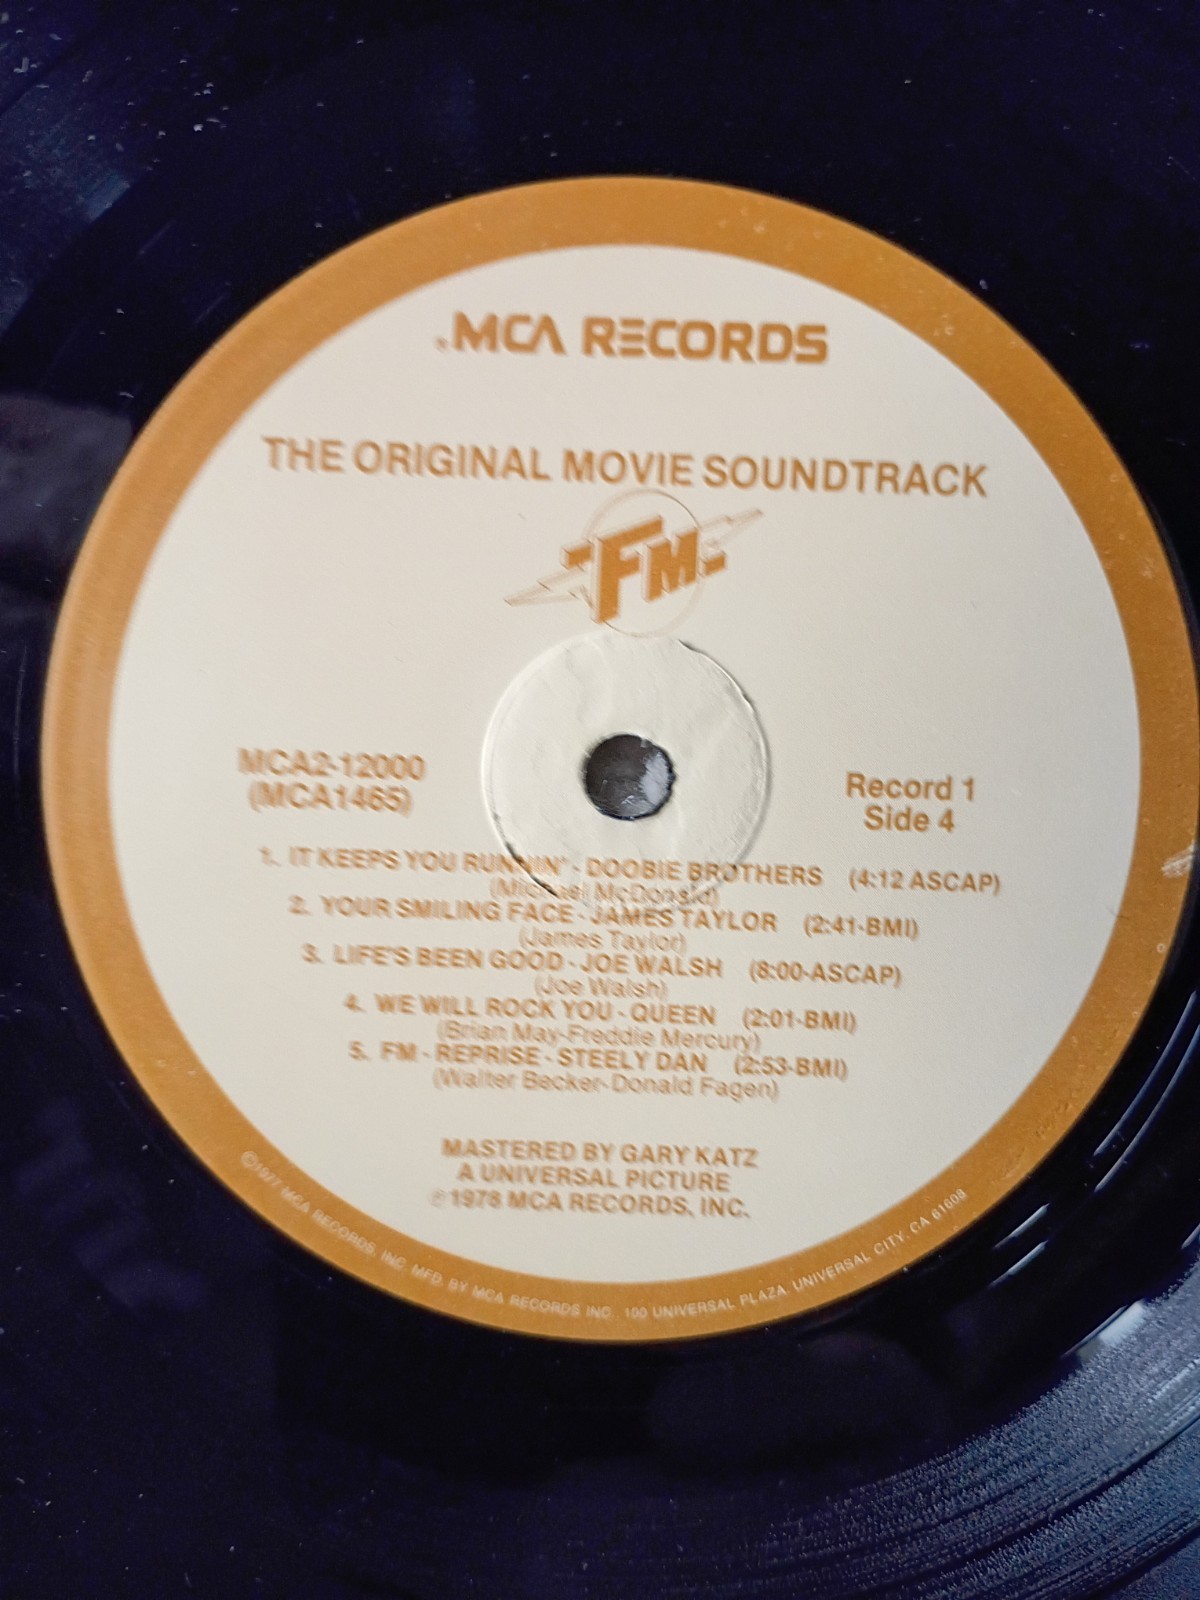 MCA RECORDS
THE ORIGINAL MOVIE SOUNDTRACK
FM
MCA2-12000
(MCA1465)
Record 1
Side 4
1. IT KEEPS YOU RUNNIN' - DOOBIE BROTHERS (4:12 ASCAP)
(Michael McDonald)
2. YOUR SMILING FACE - JAMES TAYLOR (2:41-BMI)
(James Taylor)
3. LIFE'S BEEN GOOD - JOE WALSH (8:00-ASCAP)
(Joe Walsh)
4. WE WILL ROCK YOU - QUEEN (2:01-BMI)
(Brian May-Freddie Mercury)
5. FM - REPRISE - STEELY DAN (2:53-BMI)
(Walter Becker-Donald Fagen)
MASTERED BY GARY KATZ
A UNIVERSAL PICTURE
℗1978 MCA RECORDS, INC.
©1977 MCA RECORDS, INC. MFD. BY MCA RECORDS INC., 100 UNIVERSAL PLAZA, UNIVERSAL CITY, CA 61608